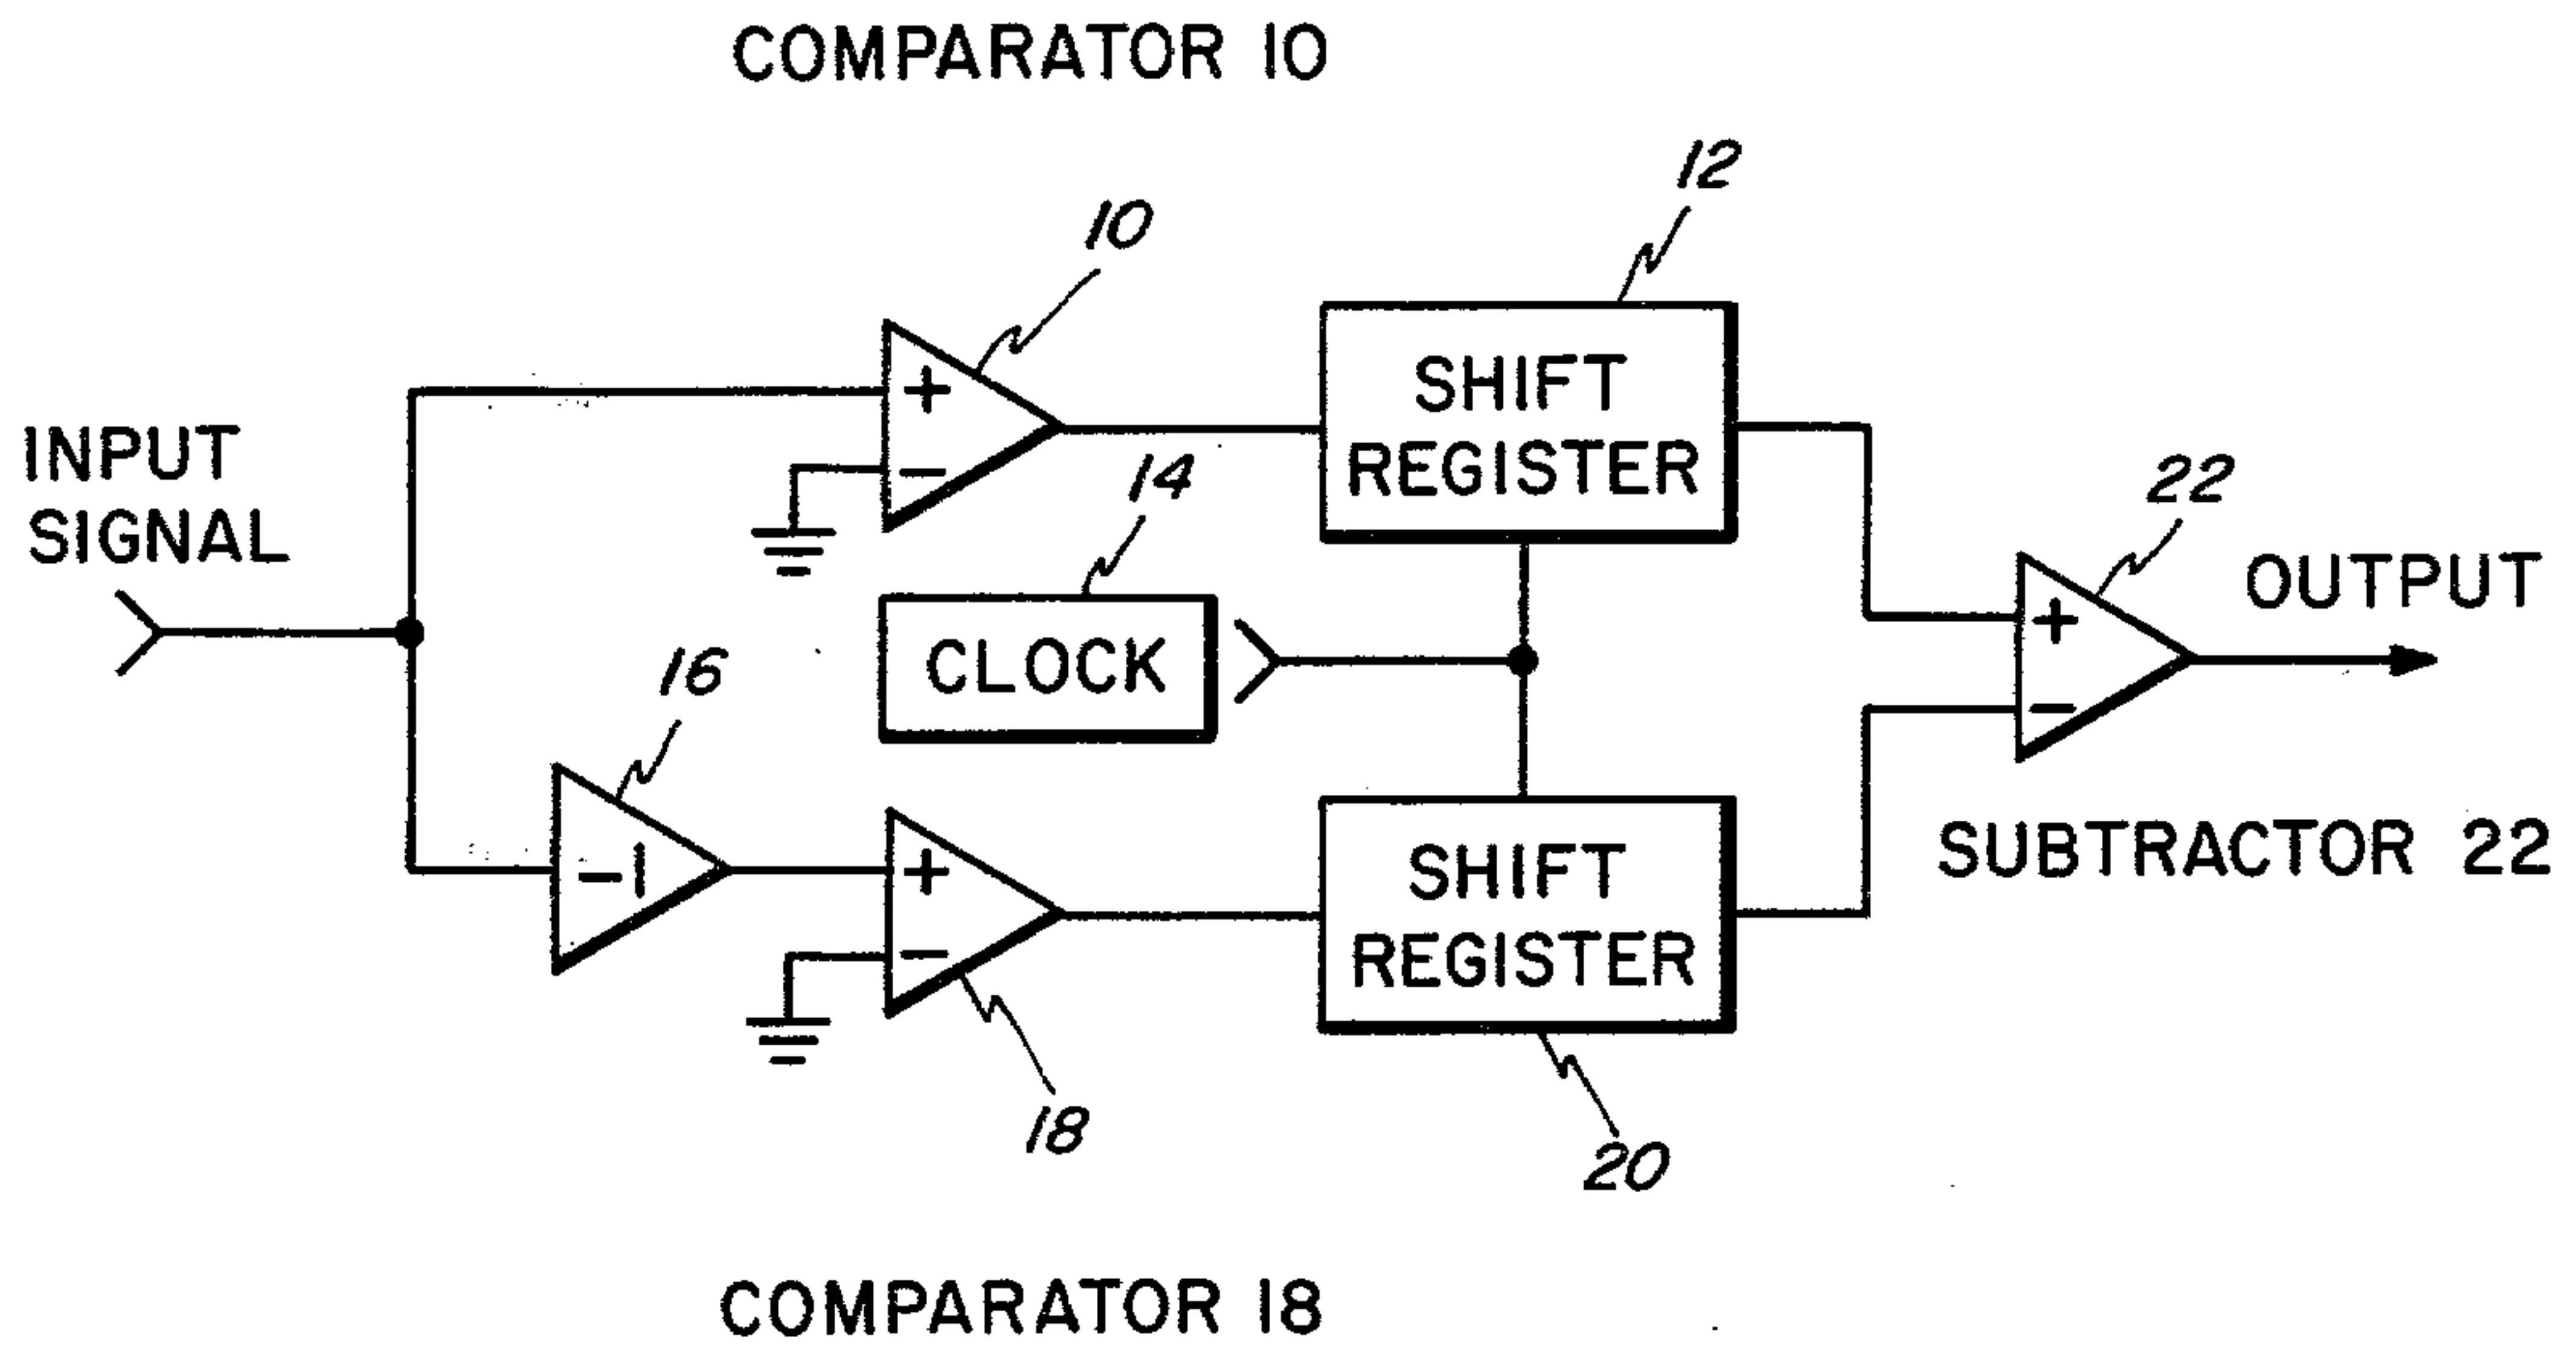 COMPARATOR 10
12
10
+
SHIFT
REGISTER
−
INPUT
SIGNAL
14
CLOCK
22
OUTPUT
+
−
16
−1
+
−
SHIFT
REGISTER
SUBTRACTOR 22
18
20
COMPARATOR 18